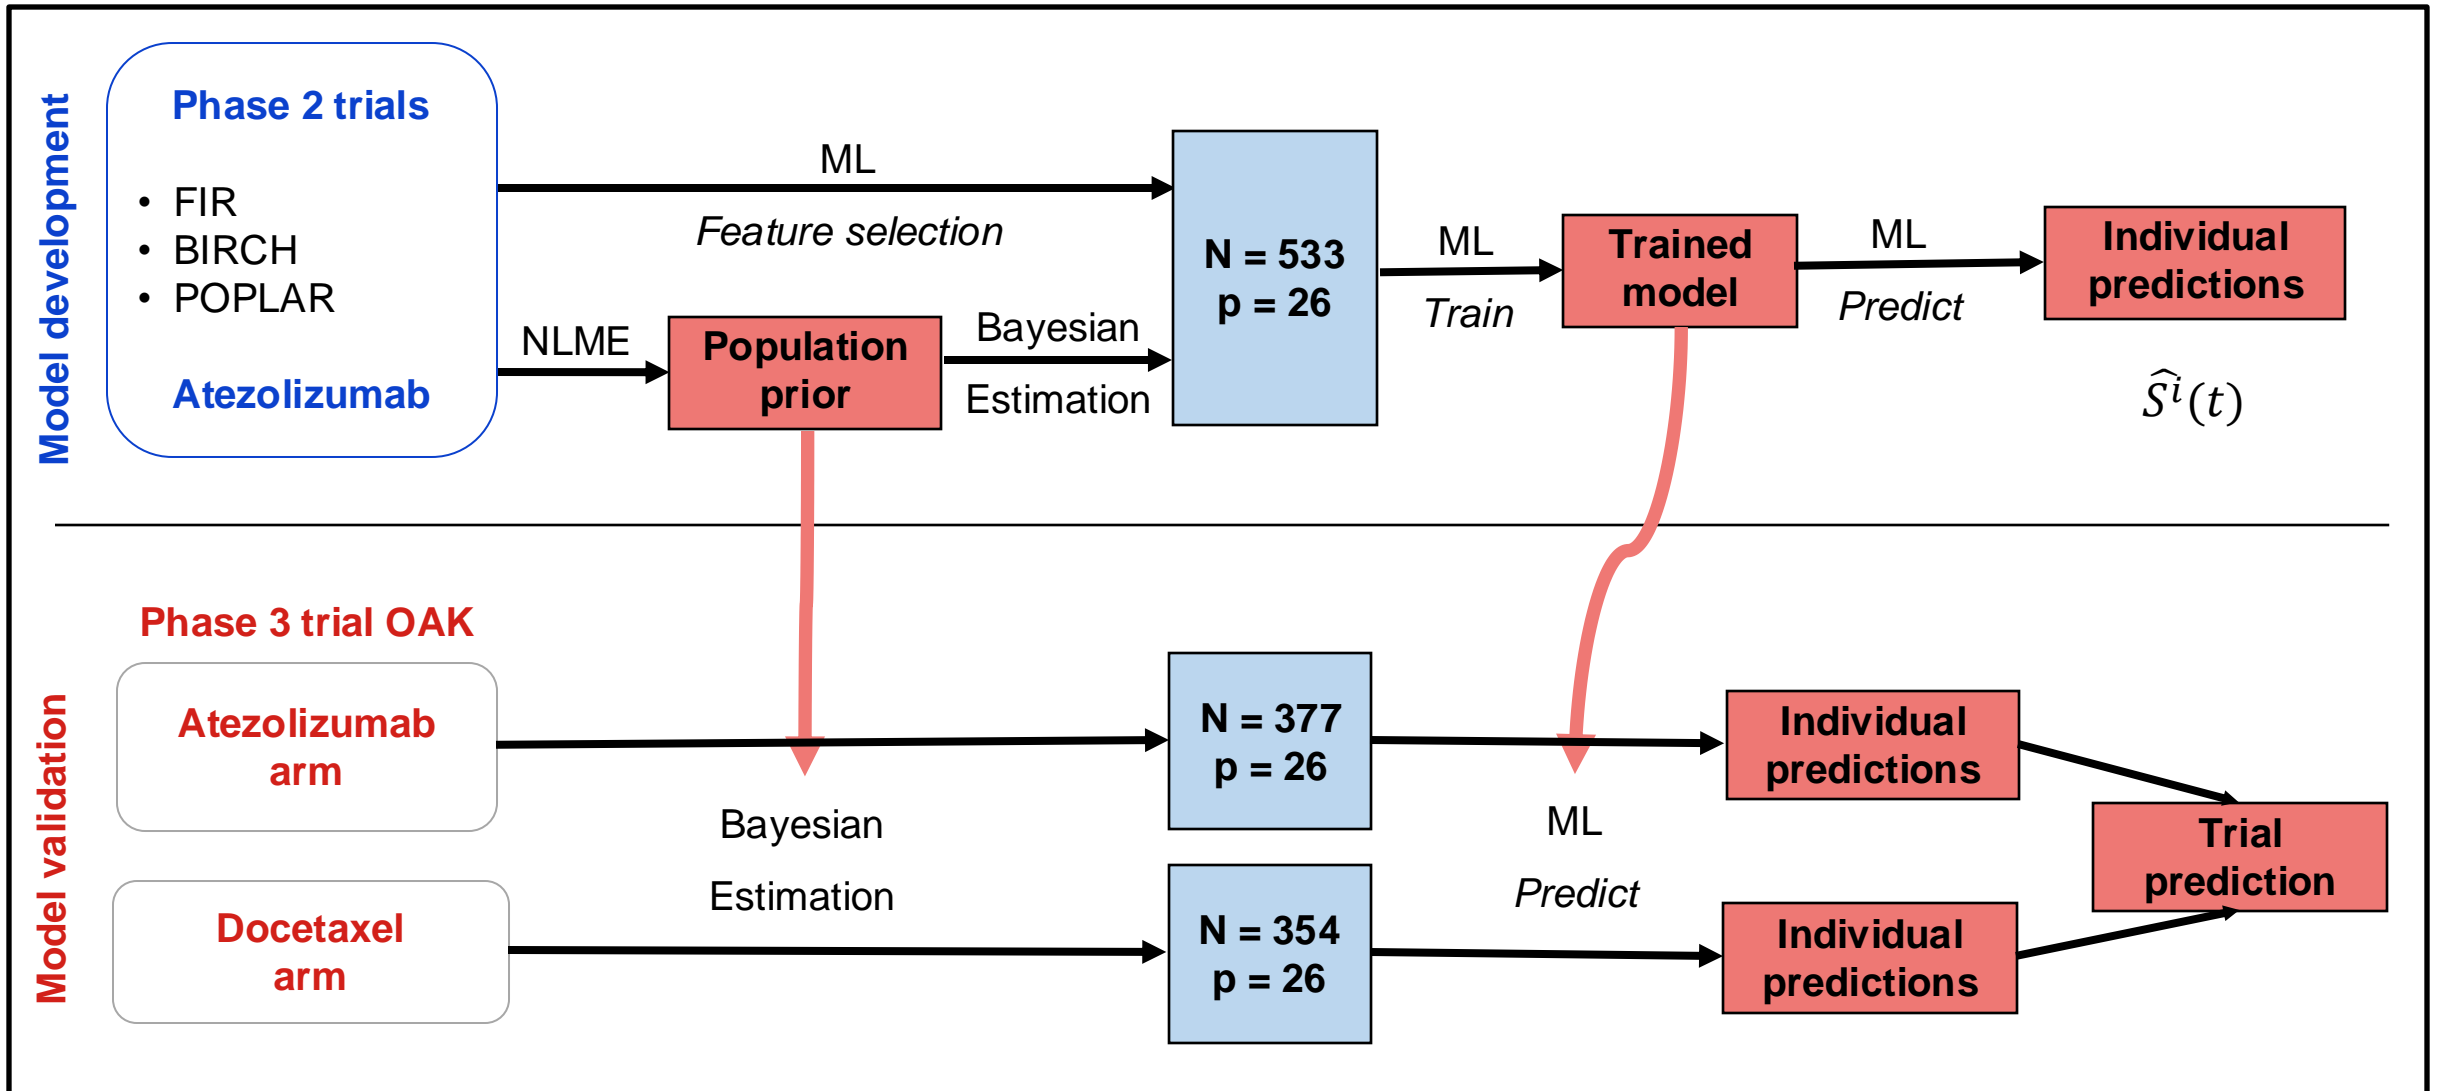 Model development
Phase 2 trials
• FIR
• BIRCH
• POPLAR
Atezolizumab
ML
Feature selection
NLME
Population
prior
Bayesian
Estimation
N = 533
p = 26
ML
Train
Trained
model
ML
Predict
Individual
predictions
Ŝⁱ(t)
Model validation
Phase 3 trial OAK
Atezolizumab
arm
Docetaxel
arm
Bayesian
Estimation
N = 377
p = 26
N = 354
p = 26
ML
Predict
Individual
predictions
Individual
predictions
Trial
prediction